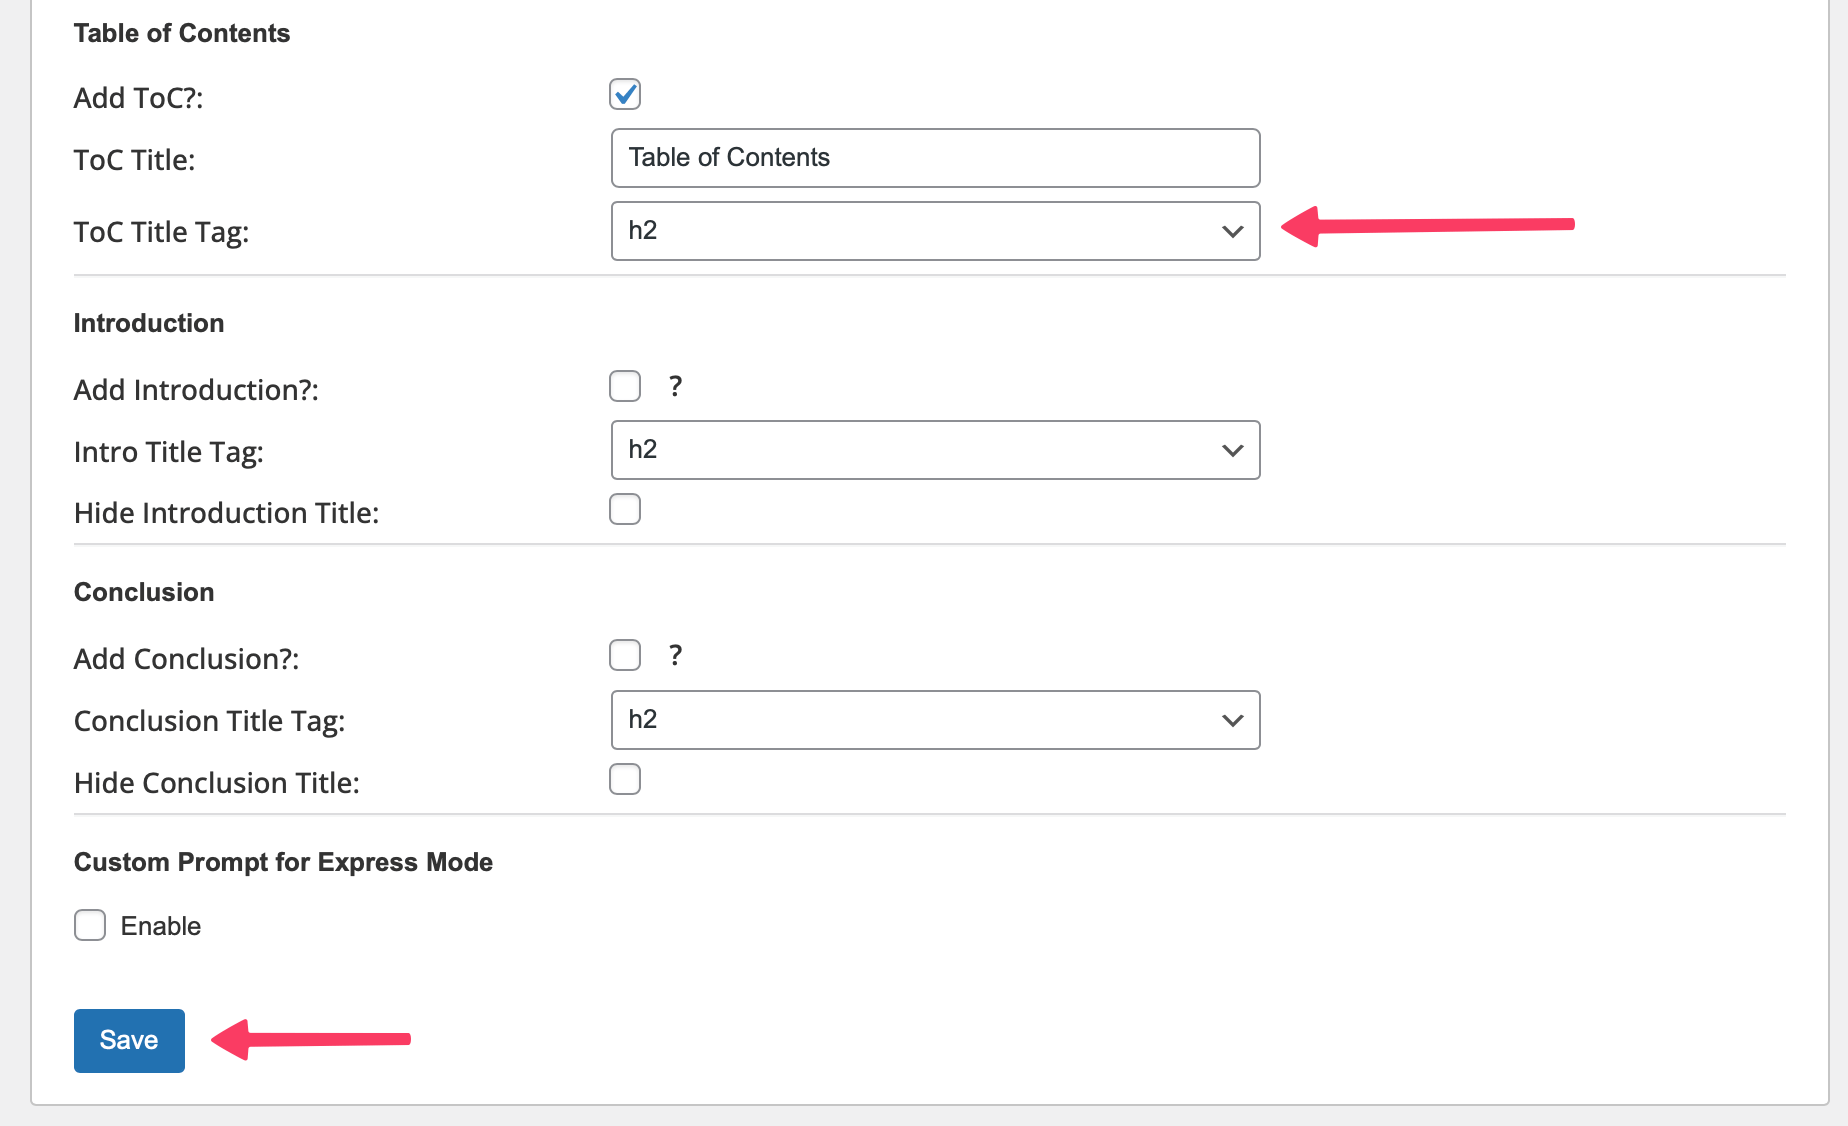 Table of Contents
Add ToC?:
ToC Title:
Table of Contents
ToC Title Tag:
h2
Introduction
Add Introduction?:
?
Intro Title Tag:
h2
Hide Introduction Title:
Conclusion
Add Conclusion?:
?
Conclusion Title Tag:
h2
Hide Conclusion Title:
Custom Prompt for Express Mode
Enable
Save